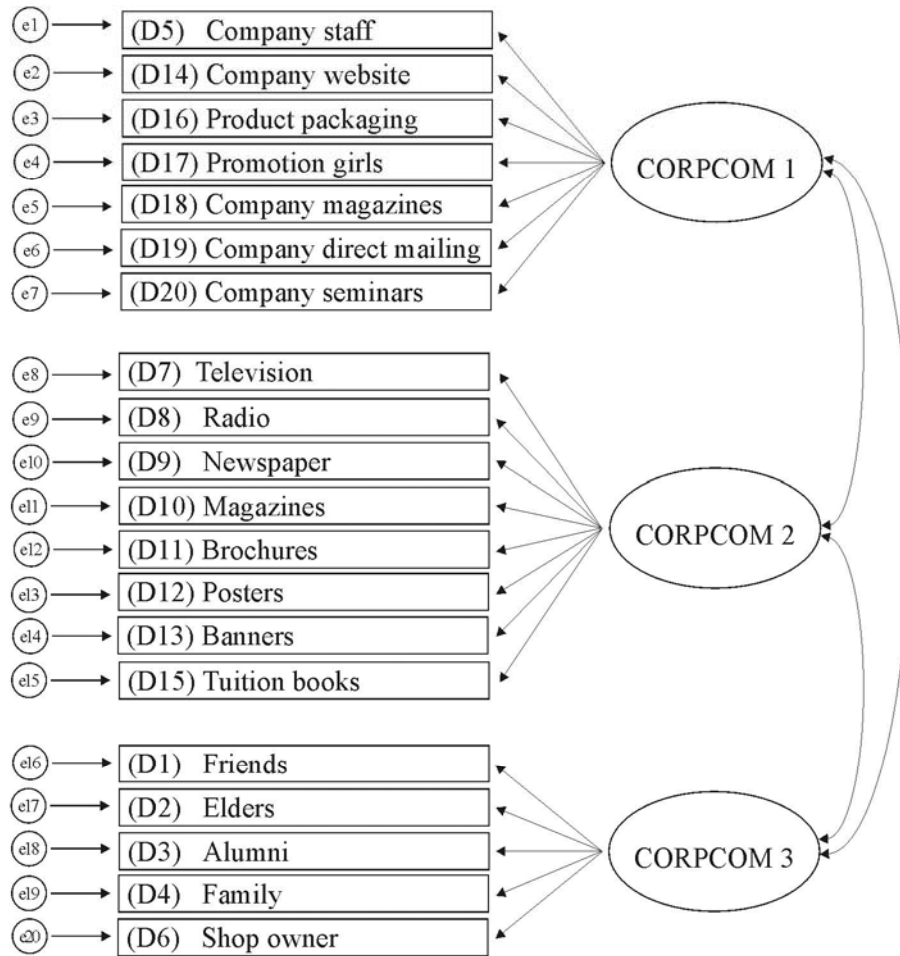 e1 (D5) Company staff
e2 (D14) Company website
e3 (D16) Product packaging
e4 (D17) Promotion girls
e5 (D18) Company magazines
e6 (D19) Company direct mailing
e7 (D20) Company seminars
CORPCOM 1
e8 (D7) Television
e9 (D8) Radio
e10 (D9) Newspaper
e11 (D10) Magazines
e12 (D11) Brochures
e13 (D12) Posters
e14 (D13) Banners
e15 (D15) Tuition books
CORPCOM 2
e16 (D1) Friends
e17 (D2) Elders
e18 (D3) Alumni
e19 (D4) Family
e20 (D6) Shop owner
CORPCOM 3